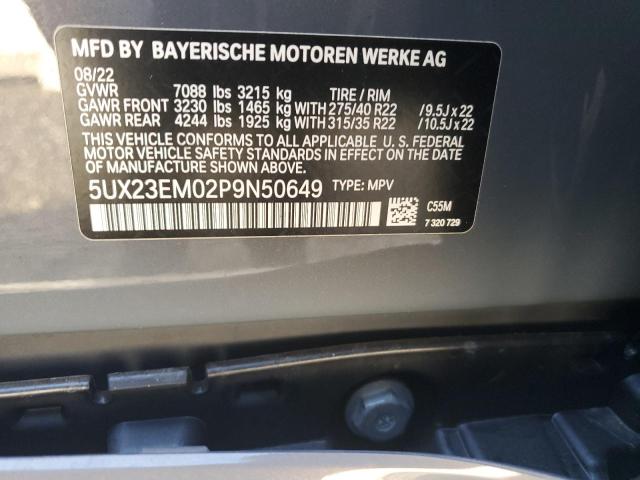 MFD BY BAYERISCHE MOTOREN WERKE AG
08/22
GVWR 7088 lbs 3215 kg TIRE / RIM
GAWR FRONT 3230 lbs 1465 kg WITH 275/40 R22 /9.5J x 22
GAWR REAR 4244 lbs 1925 kg WITH 315/35 R22 /10.5J x 22
THIS VEHICLE CONFORMS TO ALL APPLICABLE U. S. FEDERAL
MOTOR VEHICLE SAFETY STANDARDS IN EFFECT ON THE DATE
OF MANUFACTURE SHOWN ABOVE.
5UX23EM02P9N50649 TYPE: MPV
C55M
7 320 729